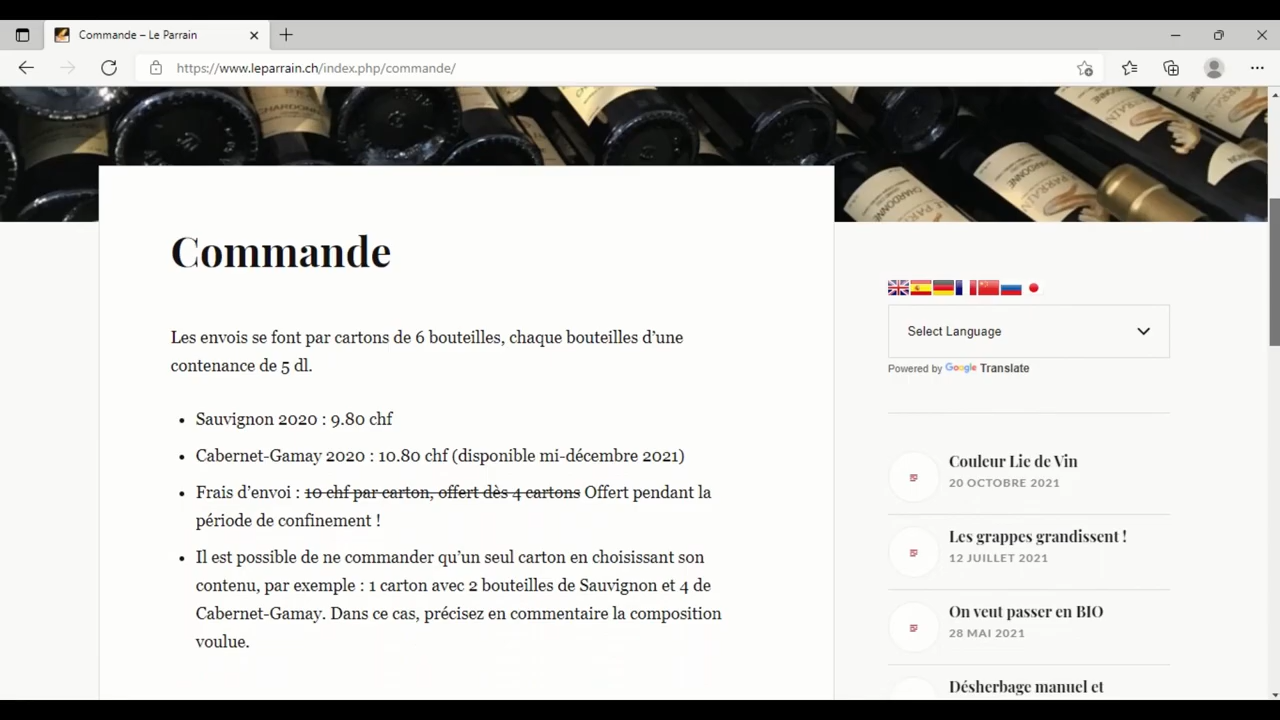 Commande – Le Parrain
https://www.leparrain.ch/index.php/commande/
CHARDONNE
CHARDONNE
LE PARRAIN
Commande
Les envois se font par cartons de 6 bouteilles, chaque bouteilles d’une
contenance de 5 dl.
• Sauvignon 2020 : 9.80 chf
• Cabernet-Gamay 2020 : 10.80 chf (disponible mi-décembre 2021)
• Frais d’envoi : 10 chf par carton, offert dès 4 cartons Offert pendant la
période de confinement !
• Il est possible de ne commander qu’un seul carton en choisissant son
contenu, par exemple : 1 carton avec 2 bouteilles de Sauvignon et 4 de
Cabernet-Gamay. Dans ce cas, précisez en commentaire la composition
voulue.
Select Language
Powered by Google Translate
Couleur Lie de Vin
20 OCTOBRE 2021
Les grappes grandissent !
12 JUILLET 2021
On veut passer en BIO
28 MAI 2021
Désherbage manuel et